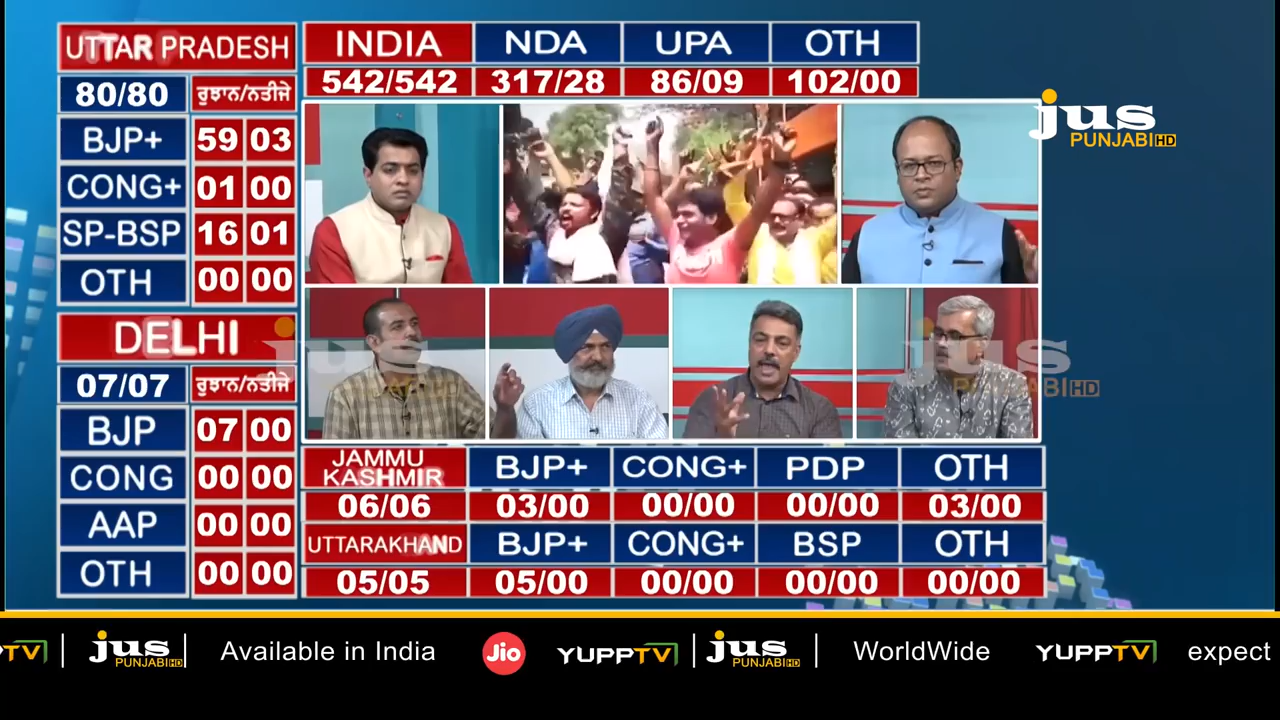 UTTAR PRADESH
80/80 ਰੁਝਾਨ/ਨਤੀਜੇ
BJP+ 59 03
CONG+ 01 00
SP-BSP 16 01
OTH 00 00
DELHI
07/07 ਰੁਝਾਨ/ਨਤੀਜੇ
BJP 07 00
CONG 00 00
AAP 00 00
OTH 00 00
INDIA NDA UPA OTH
542/542 317/28 86/09 102/00
jus
PUNJABI HD
jus
jus
PUNJABI HD
JAMMU KASHMIR BJP+ CONG+ PDP OTH
06/06 03/00 00/00 00/00 03/00
UTTARAKHAND BJP+ CONG+ BSP OTH
05/05 05/00 00/00 00/00 00/00
TV | jus PUNJABI HD | Available in India Jio YUPPTV | jus PUNJABI HD | WorldWide YUPPTV expect